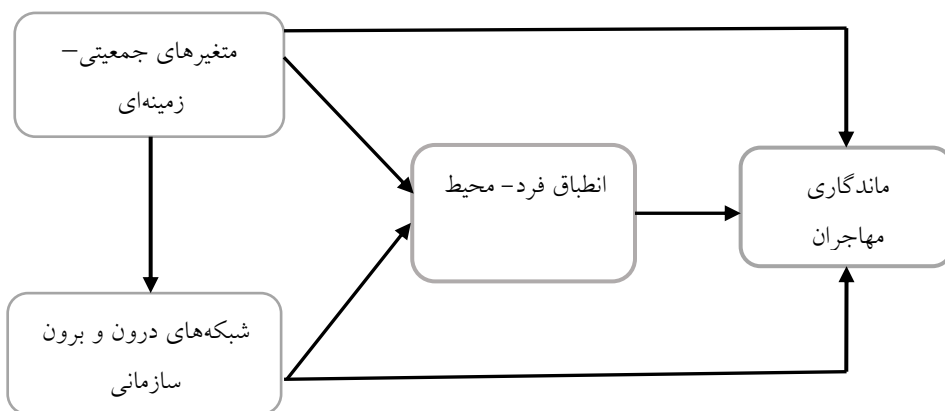 متغیرهای جمعیتی–
زمینه‌ای
انطباق فرد- محیط
ماندگاری
مهاجران
شبکه‌های درون و برون
سازمانی